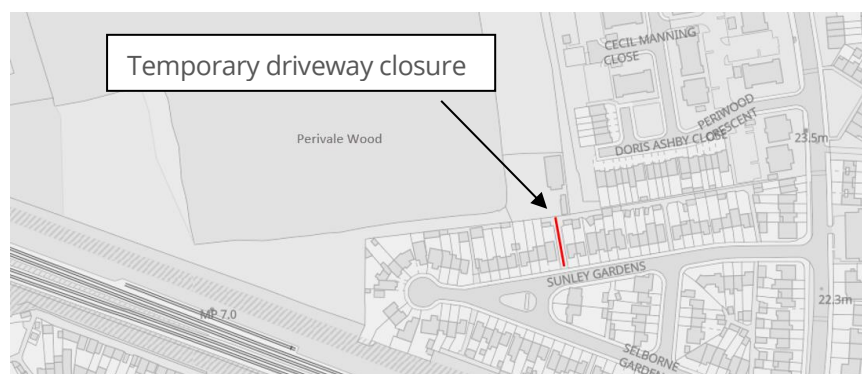 CECIL MANNING
CLOSE
Temporary driveway closure
Perivale Wood
PERIWOOD
CRESCENT
23.5m
DORIS ASHBY CLOSE
SUNLEY GARDENS
MP 7.0
22.3m
SELBORNE
GARDENS